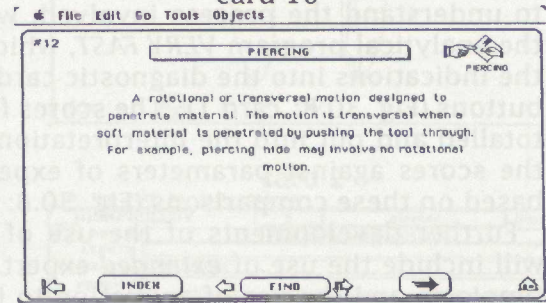 card 10
File Edit Go Tools Objects
#12
PIERCING
PIERCING
A rotational or transversal motion designed to
penetrate material. The motion is transversal when a
soft material is penetrated by pushing the tool through.
For example, piercing hide may involve no rotational
motion.
INDEX
FIND